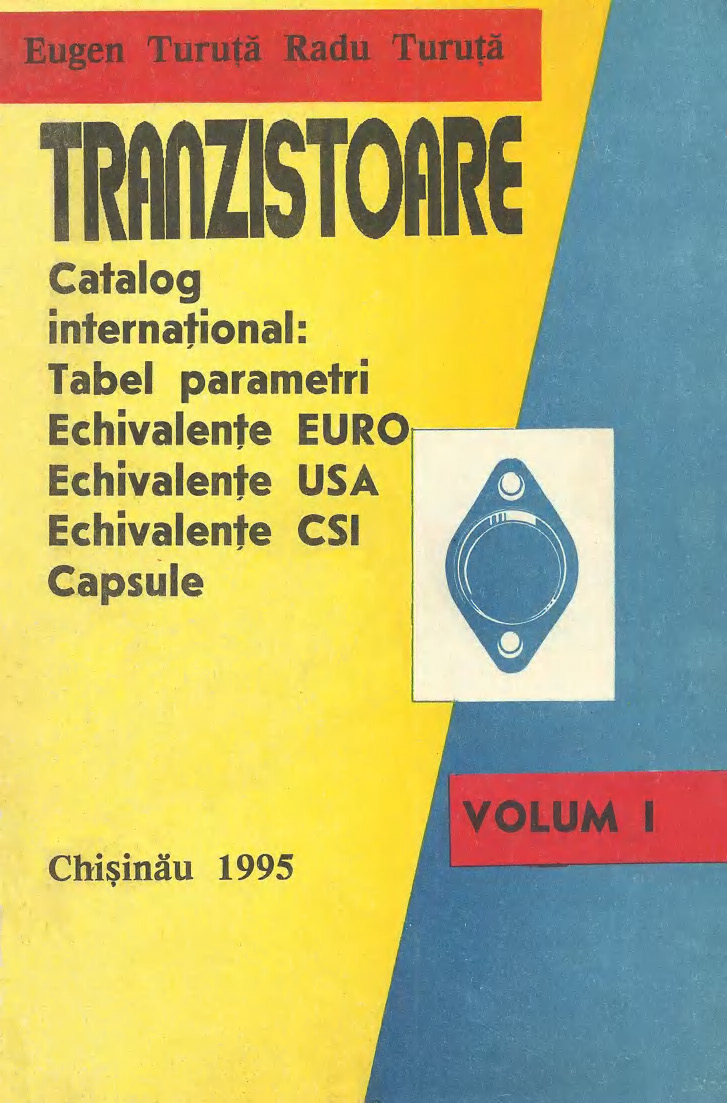 Eugen Turuță Radu Turuță
TRANZISTOARE
Catalog
internațional:
Tabel parametri
Echivalențe EURO
Echivalențe USA
Echivalențe CSI
Capsule
VOLUM I
Chișinău 1995